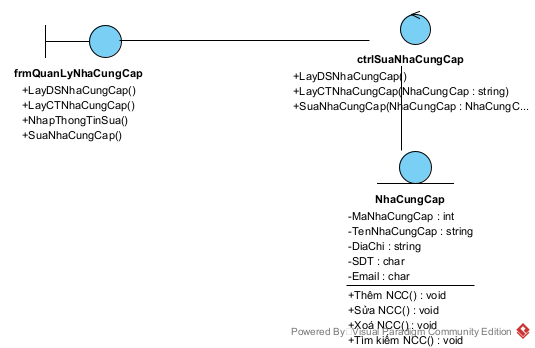 frmQuanLyNhaCungCap
+LayDSNhaCungCap()
+LayCTNhaCungCap()
+NhapThongTinSua()
+SuaNhaCungCap()
ctrlSuaNhaCungCap
+LayDSNhaCungCap()
+LayCTNhaCungCap(NhaCungCap : string)
+SuaNhaCungCap(NhaCungCap : NhaCungC...
NhaCungCap
-MaNhaCungCap : int
-TenNhaCungCap : string
-DiaChi : string
-SDT : char
-Email : char
+Thêm NCC() : void
+Sửa NCC() : void
+Xoá NCC() : void
+Tìm kiếm NCC() : void
Powered By Visual Paradigm Community Edition